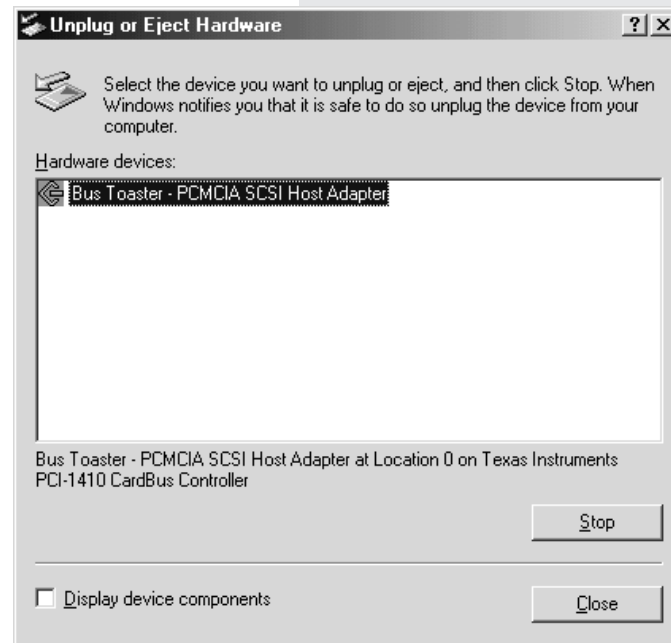 Unplug or Eject Hardware
Select the device you want to unplug or eject, and then click Stop. When
Windows notifies you that it is safe to do so unplug the device from your
computer.
Hardware devices:
Bus Toaster - PCMCIA SCSI Host Adapter
Bus Toaster - PCMCIA SCSI Host Adapter at Location 0 on Texas Instruments
PCI-1410 CardBus Controller
Stop
Display device components
Close